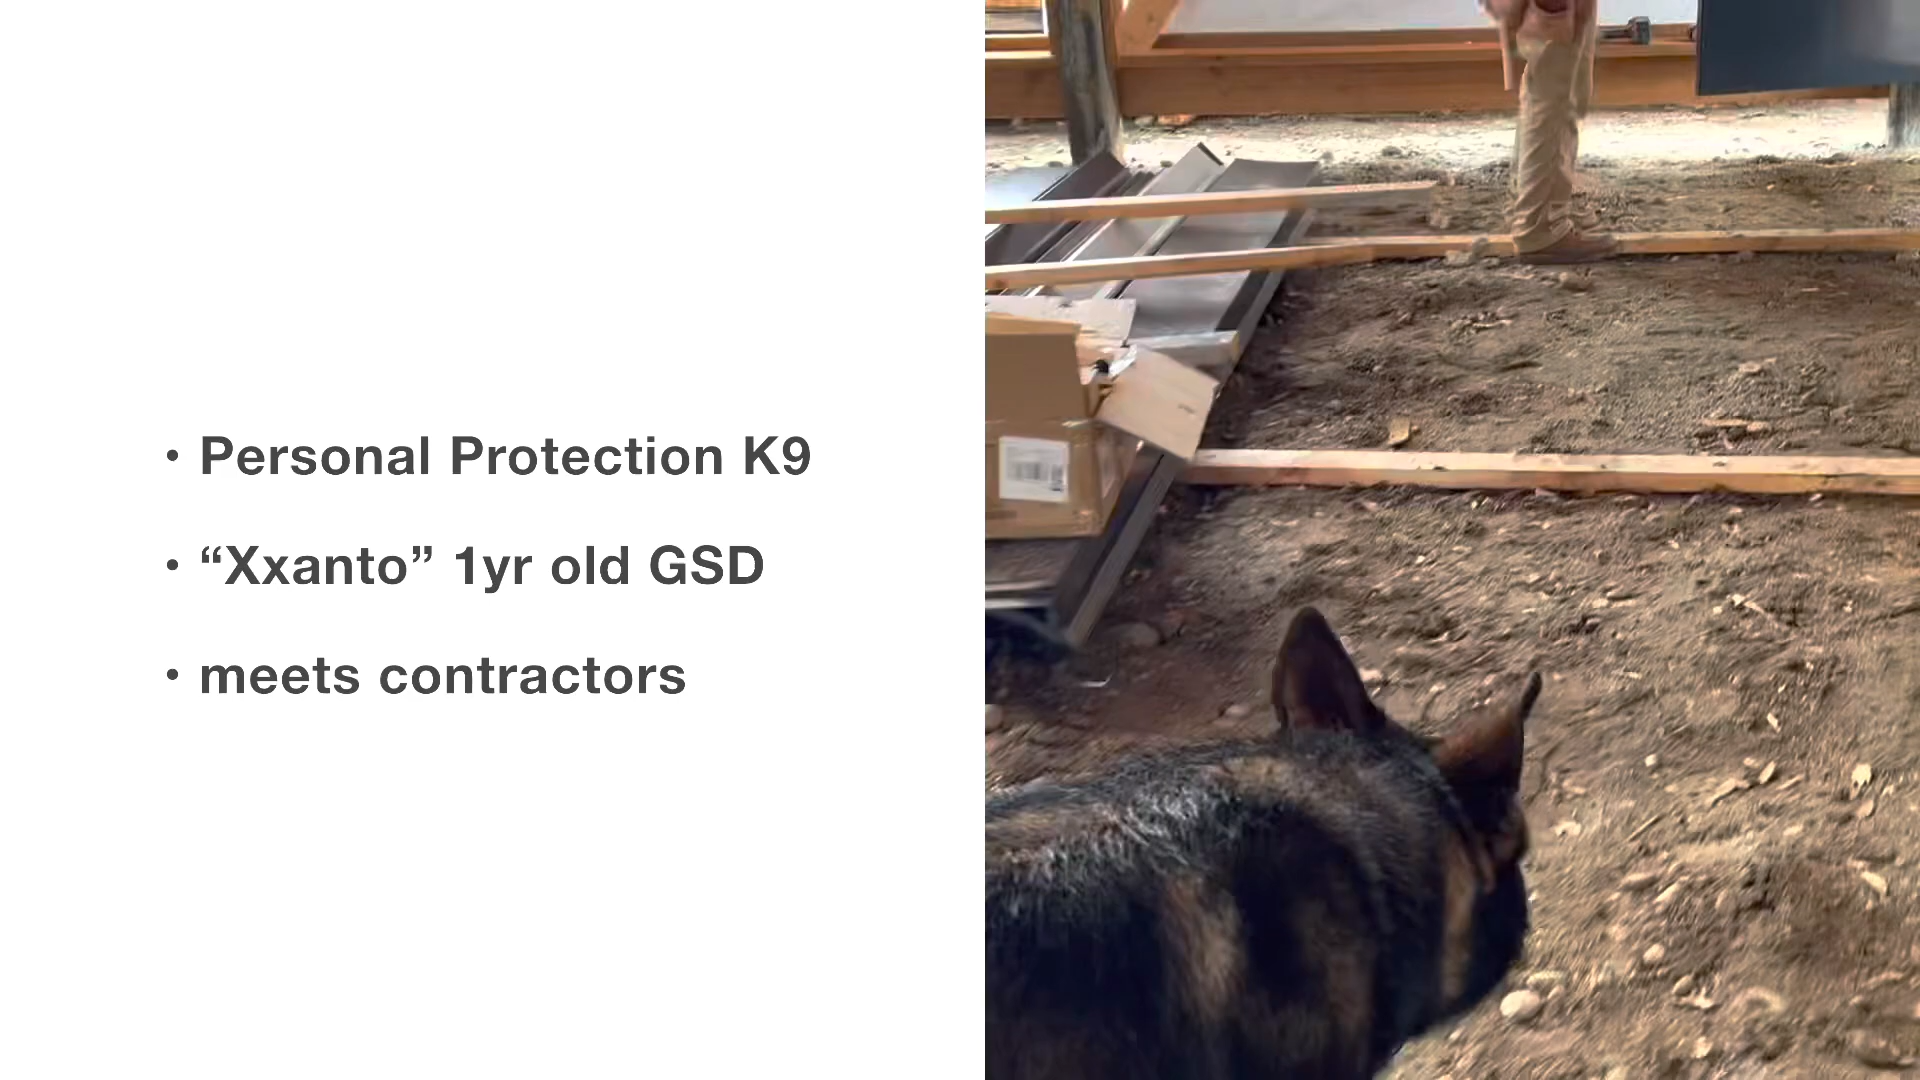 • Personal Protection K9
• “Xxanto” 1yr old GSD
• meets contractors